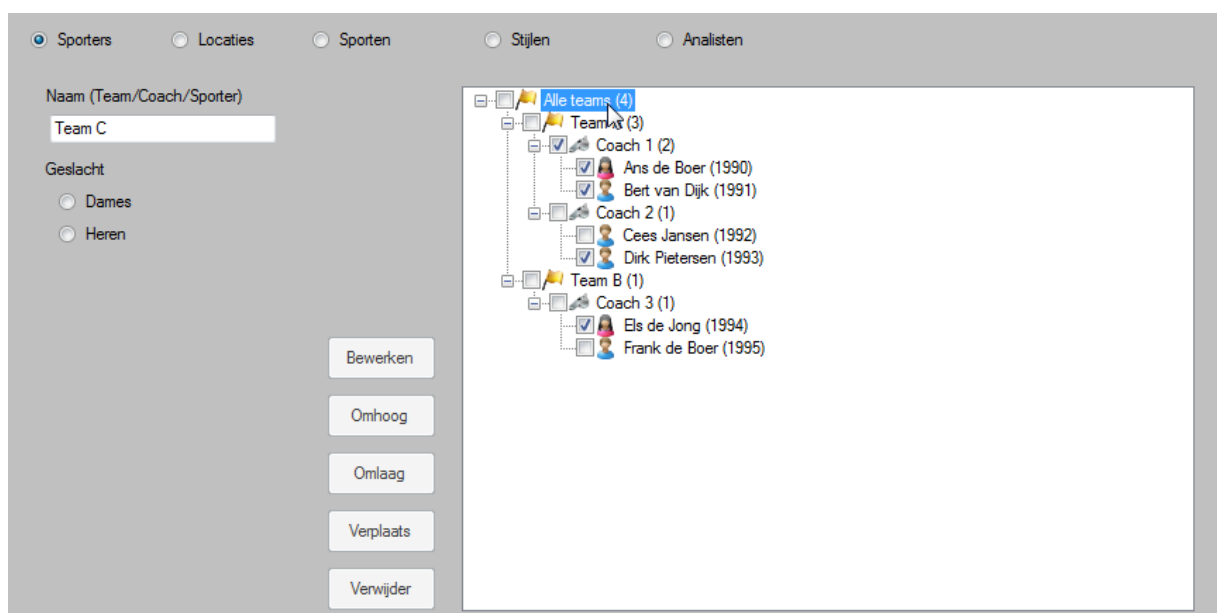 Sporters Locaties Sporten Stijlen Analisten
Naam (Team/Coach/Sporter)
Team C
Geslacht
Dames
Heren
Bewerken
Omhoog
Omlaag
Verplaats
Verwijder
Alle teams (4)
Team (3)
Coach 1 (2)
Ans de Boer (1990)
Bert van Dijk (1991)
Coach 2 (1)
Cees Jansen (1992)
Dirk Pietersen (1993)
Team B (1)
Coach 3 (1)
Els de Jong (1994)
Frank de Boer (1995)